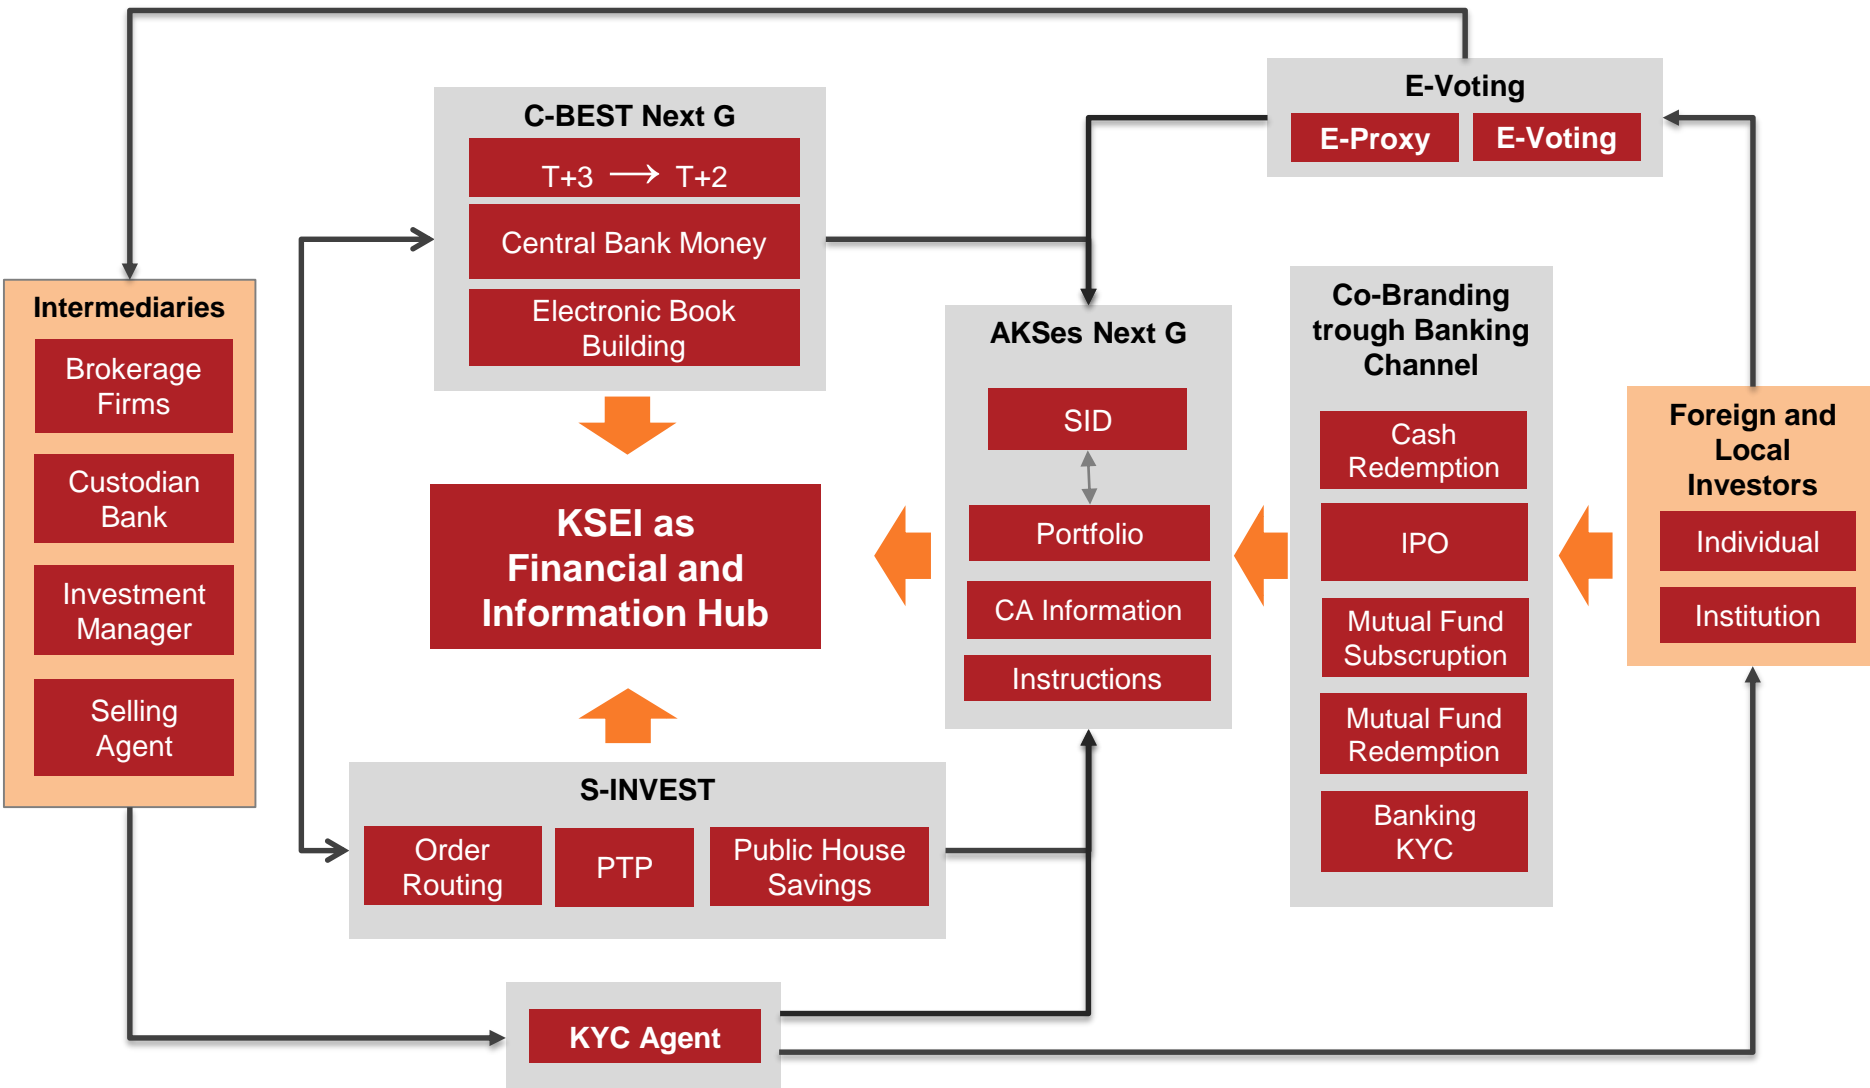 E-Voting
E-Proxy
E-Voting
C-BEST Next G
T+3 → T+2
Central Bank Money
Electronic Book
Building
Intermediaries
Brokerage
Firms
Custodian
Bank
Investment
Manager
Selling
Agent
KSEI as
Financial and
Information Hub
AKSes Next G
SID
Portfolio
CA Information
Instructions
Co-Branding
trough Banking
Channel
Cash
Redemption
IPO
Mutual Fund
Subscruption
Mutual Fund
Redemption
Banking
KYC
Foreign and
Local
Investors
Individual
Institution
S-INVEST
Order
Routing
PTP
Public House
Savings
KYC Agent